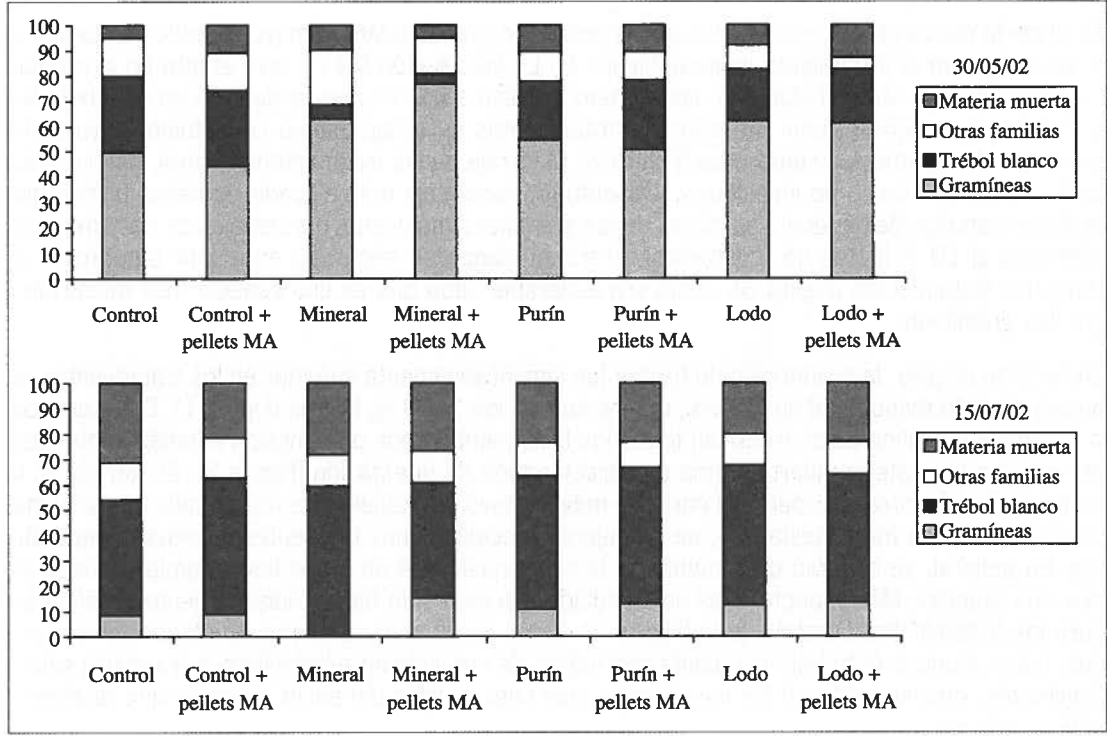 100
90
80
70
60
50
40
30
20
10
0
Control
Control +
pellets MA
Mineral
Mineral +
pellets MA
Purín
Purín +
pellets MA
Lodo
Lodo +
pellets MA
30/05/02
Materia muerta
Otras familias
Trébol blanco
Gramíneas
100
90
80
70
60
50
40
30
20
10
0
Control
Control +
pellets MA
Mineral
Mineral +
pellets MA
Purín
Purín +
pellets MA
Lodo
Lodo +
pellets MA
15/07/02
Materia muerta
Otras familias
Trébol blanco
Gramíneas